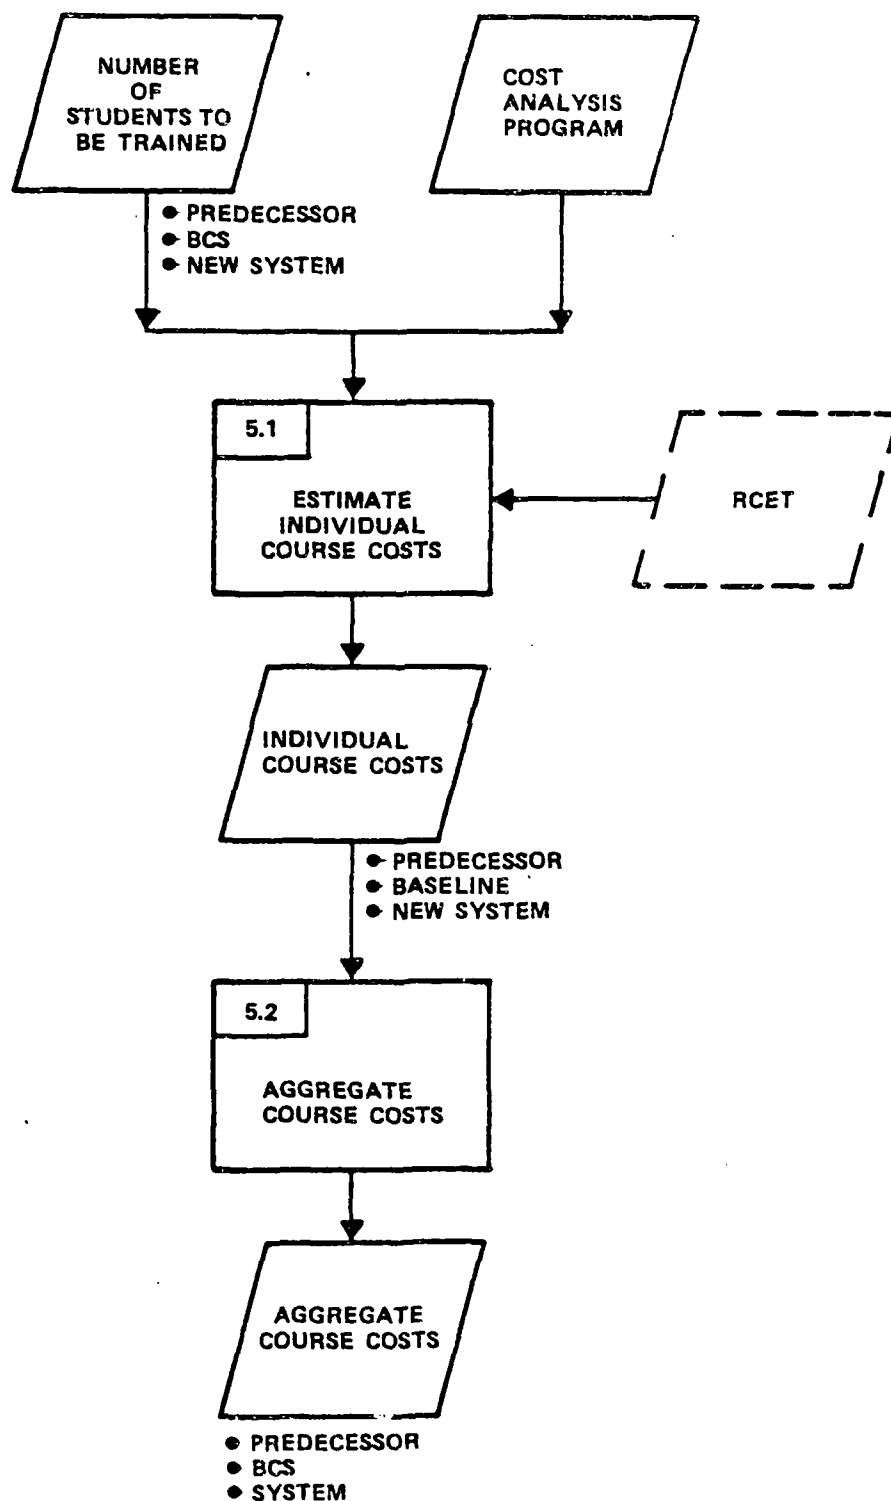 NUMBER
OF
STUDENTS TO
BE TRAINED
COST
ANALYSIS
PROGRAM
● PREDECESSOR
● BCS
● NEW SYSTEM
5.1
ESTIMATE
INDIVIDUAL
COURSE COSTS
RCET
INDIVIDUAL
COURSE COSTS
● PREDECESSOR
● BASELINE
● NEW SYSTEM
5.2
AGGREGATE
COURSE COSTS
AGGREGATE
COURSE COSTS
● PREDECESSOR
● BCS
● SYSTEM